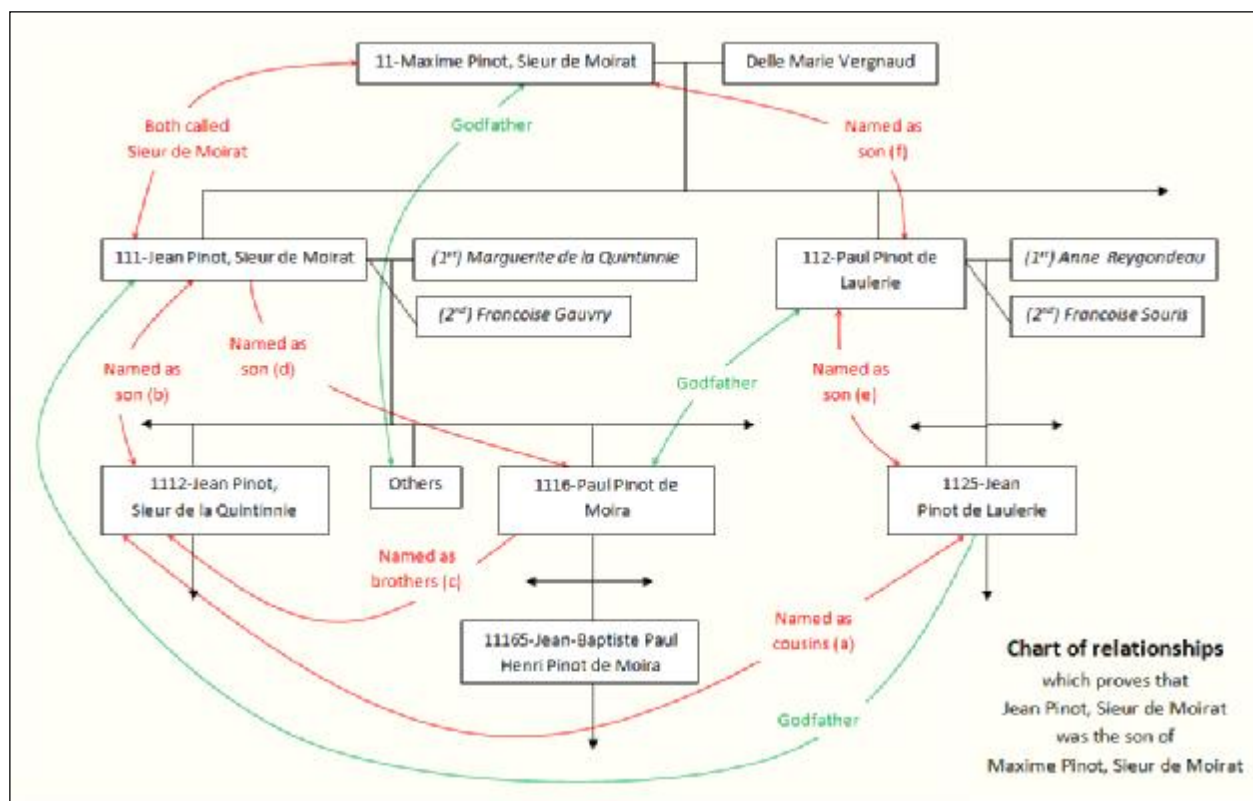 11-Maxime Pinot, Sieur de Moirat
Delle Marie Vergnaud
Both called
Sieur de Moirat
Godfather
Named as
son (f)
111-Jean Pinot, Sieur de Moirat
(1st) Marguerite de la Quintinnie
(2nd) Francoise Gauvry
112-Paul Pinot de
Laulerie
(1st) Anne Reygondeau
(2nd) Francoise Souris
Named as
son (b)
Named as
son (d)
Godfather
Named as
son (e)
1112-Jean Pinot,
Sieur de la Quintinnie
Others
1116-Paul Pinot de
Moira
1125-Jean
Pinot de Laulerie
Named as
brothers (c)
Named as
cousins (a)
11165-Jean-Baptiste Paul
Henri Pinot de Moira
Godfather
Chart of relationships
which proves that
Jean Pinot, Sieur de Moirat
was the son of
Maxime Pinot, Sieur de Moirat